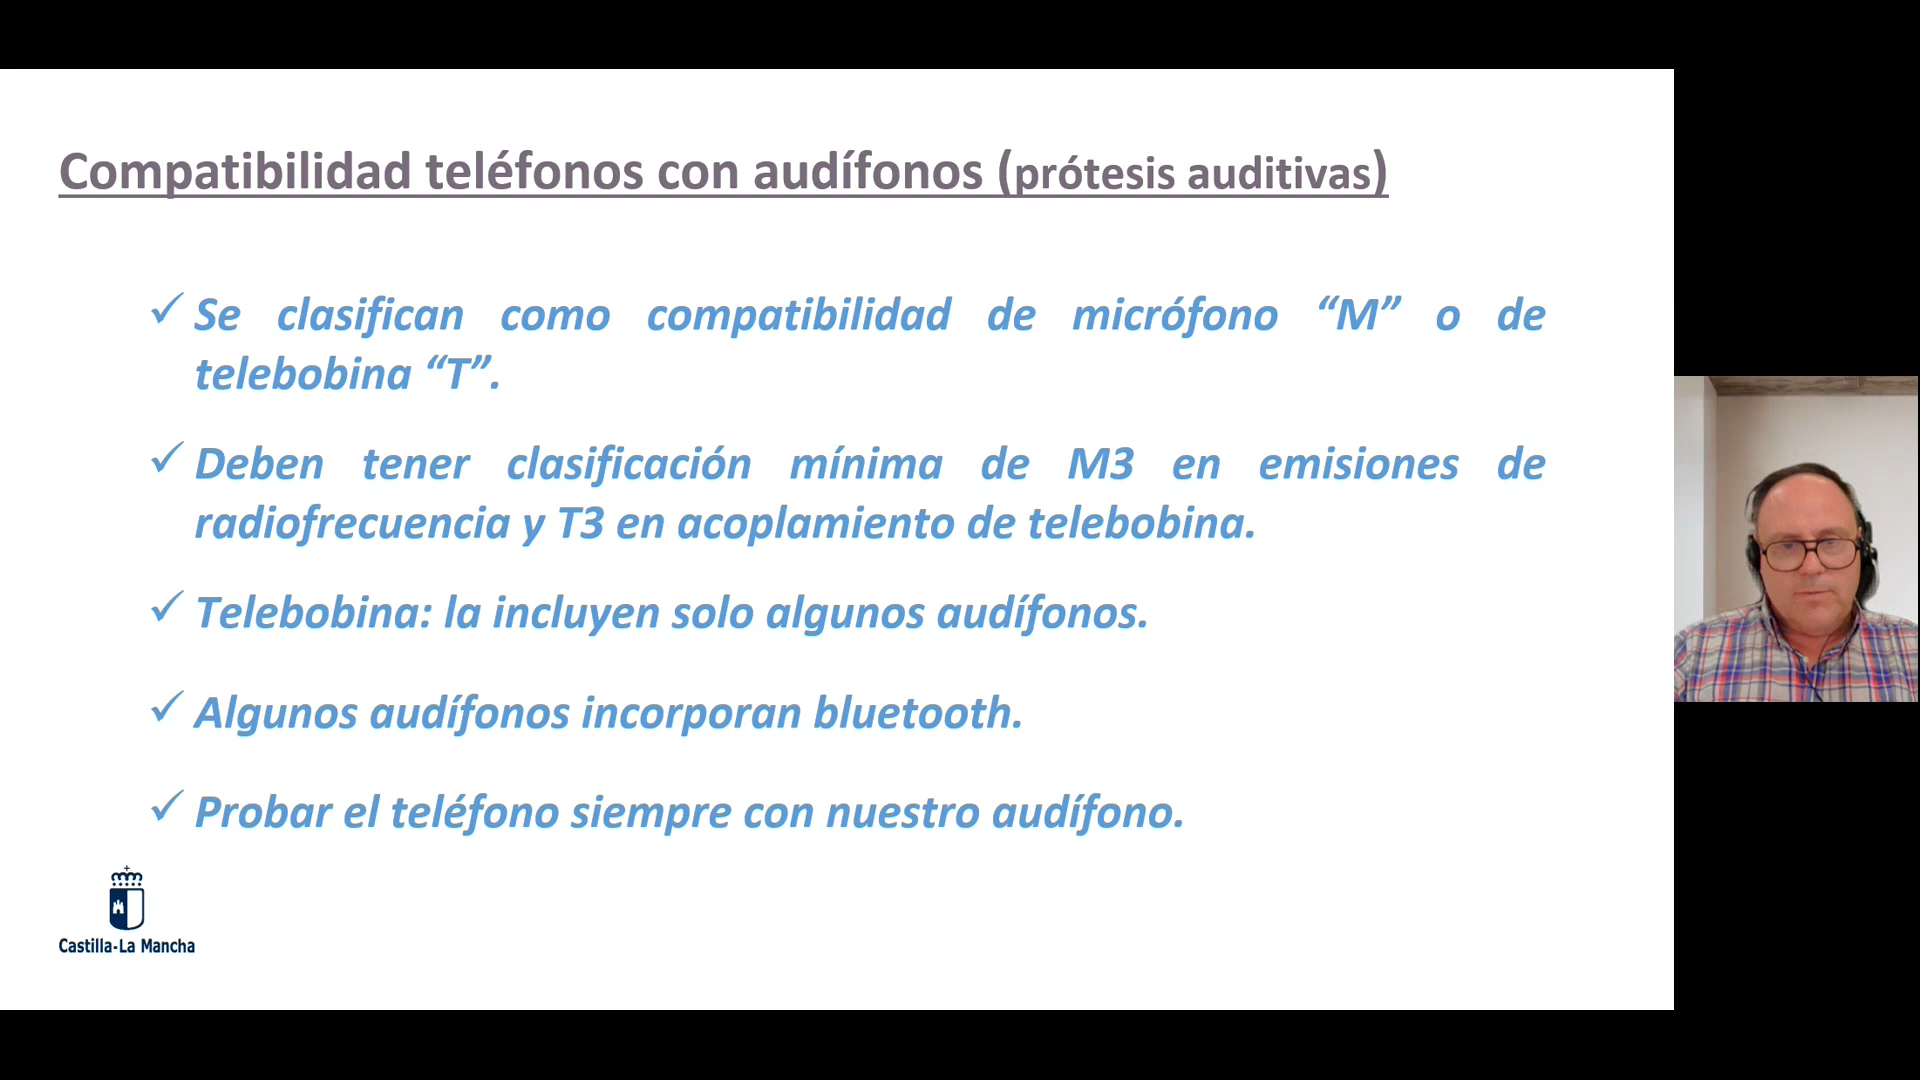 Compatibilidad teléfonos con audífonos (prótesis auditivas)
Se clasifican como compatibilidad de micrófono “M” o de
telebobina “T”.
Deben tener clasificación mínima de M3 en emisiones de
radiofrecuencia y T3 en acoplamiento de telebobina.
Telebobina: la incluyen solo algunos audífonos.
Algunos audífonos incorporan bluetooth.
Probar el teléfono siempre con nuestro audífono.
Castilla-La Mancha